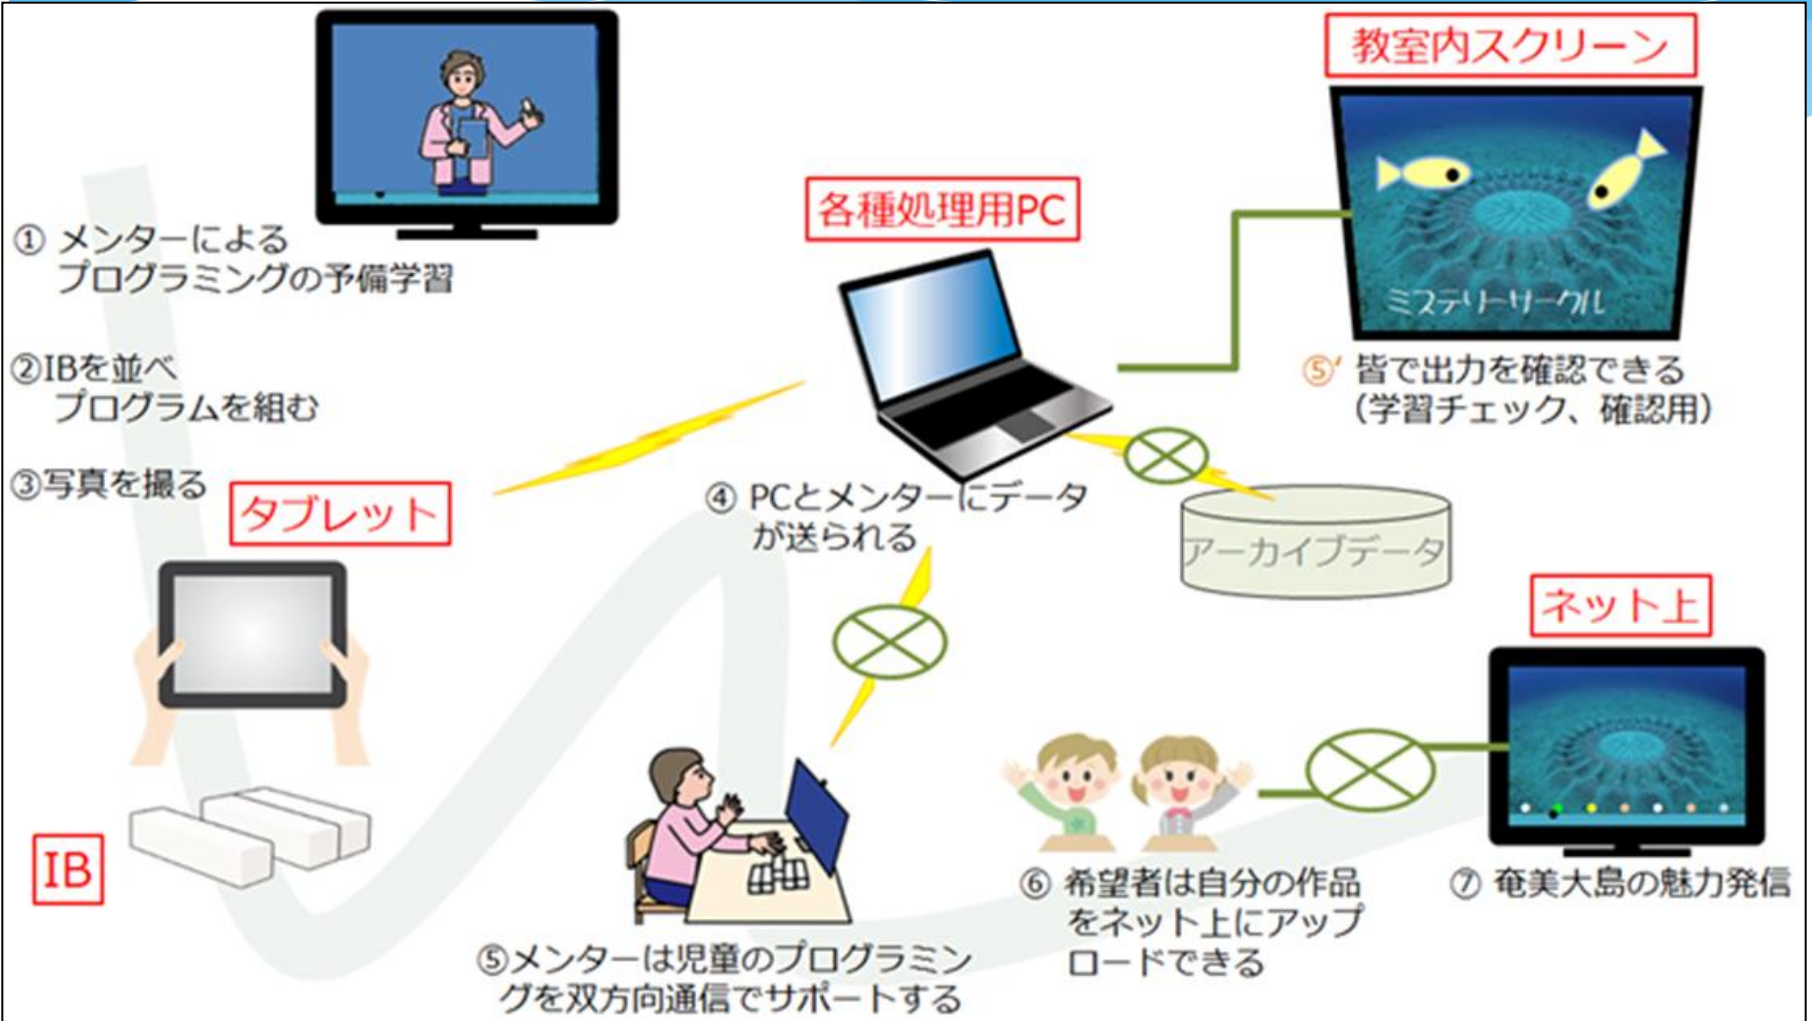 ① メンターによる
プログラミングの予備学習
②IBを並べ
プログラムを組む
③写真を撮る
タブレット
IB
各種処理用PC
④ PCとメンターにデータ
が送られる
アーカイブデータ
教室内スクリーン
ミステリーサークル
⑤' 皆で出力を確認できる
（学習チェック、確認用）
⑤メンターは児童のプログラミン
グを双方向通信でサポートする
⑥ 希望者は自分の作品
をネット上にアップ
ロードできる
ネット上
⑦ 奄美大島の魅力発信